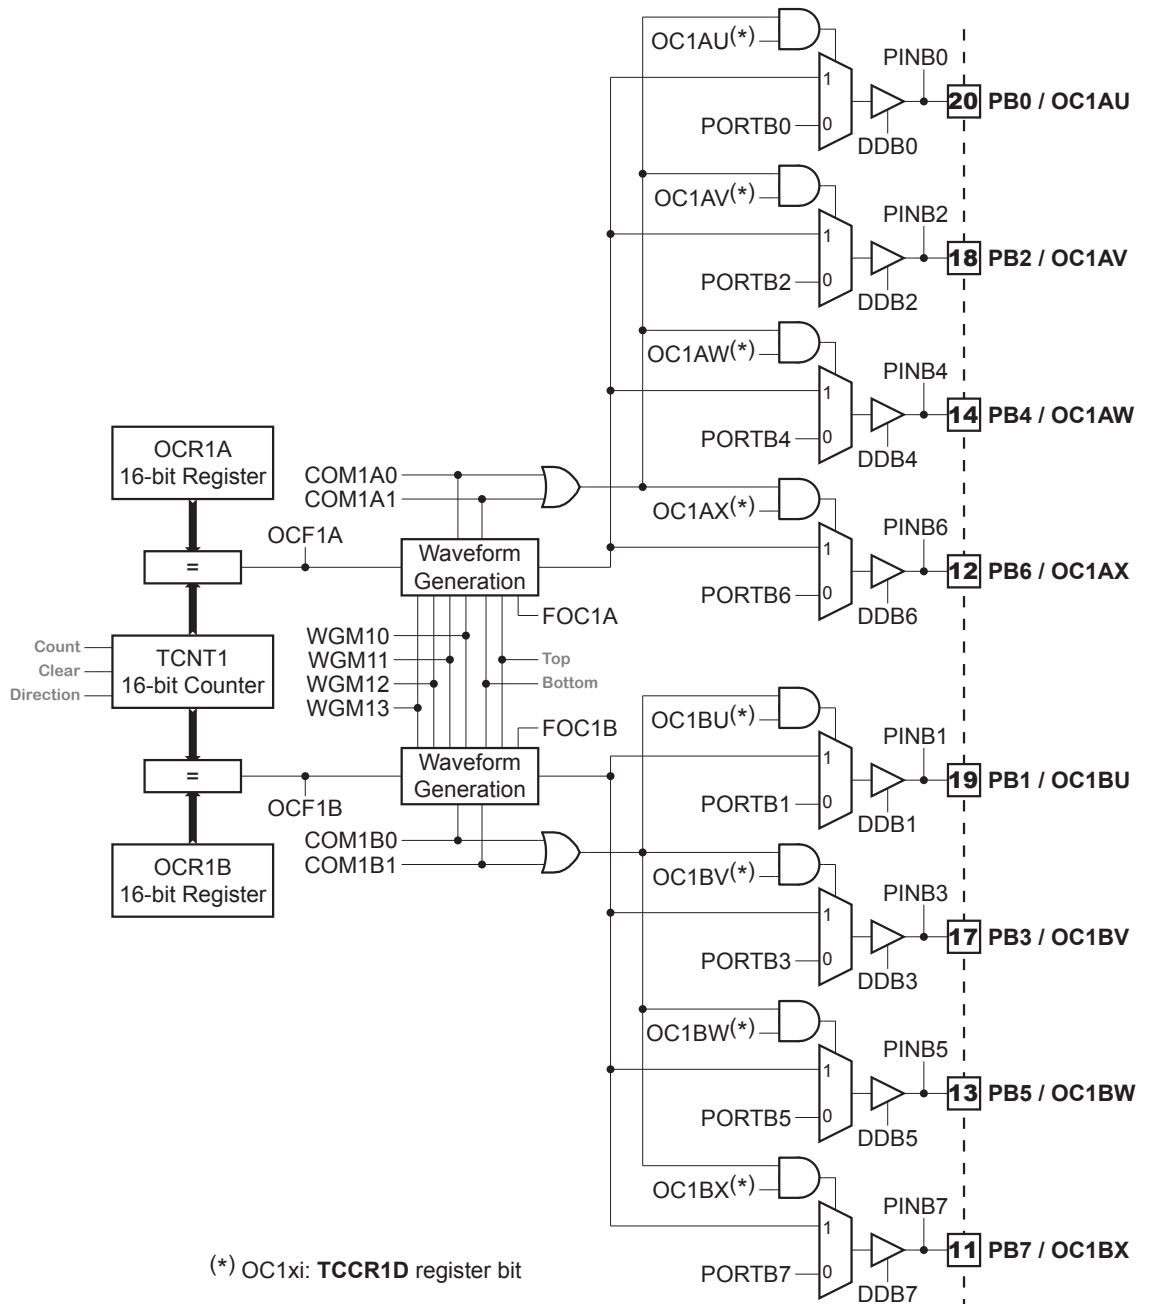 OC1AU(*)
PINB0
1
20 PB0 / OC1AU
PORTB0
0
DDB0
OC1AV(*)
PINB2
1
18 PB2 / OC1AV
PORTB2
0
DDB2
OC1AW(*)
PINB4
1
14 PB4 / OC1AW
PORTB4
0
DDB4
OCR1A
16-bit Register
COM1A0
COM1A1
OC1AX(*)
PINB6
OCF1A
=
Waveform
Generation
1
12 PB6 / OC1AX
PORTB6
0
DDB6
FOC1A
Count
Clear
Direction
TCNT1
16-bit Counter
WGM10
WGM11
WGM12
WGM13
Top
Bottom
FOC1B
OC1BU(*)
PINB1
=
OCF1B
Waveform
Generation
1
19 PB1 / OC1BU
PORTB1
0
DDB1
COM1B0
COM1B1
OCR1B
16-bit Register
OC1BV(*)
PINB3
1
17 PB3 / OC1BV
PORTB3
0
DDB3
OC1BW(*)
PINB5
1
13 PB5 / OC1BW
PORTB5
0
DDB5
OC1BX(*)
PINB7
1
11 PB7 / OC1BX
PORTB7
0
DDB7
(*) OC1xi: TCCR1D register bit